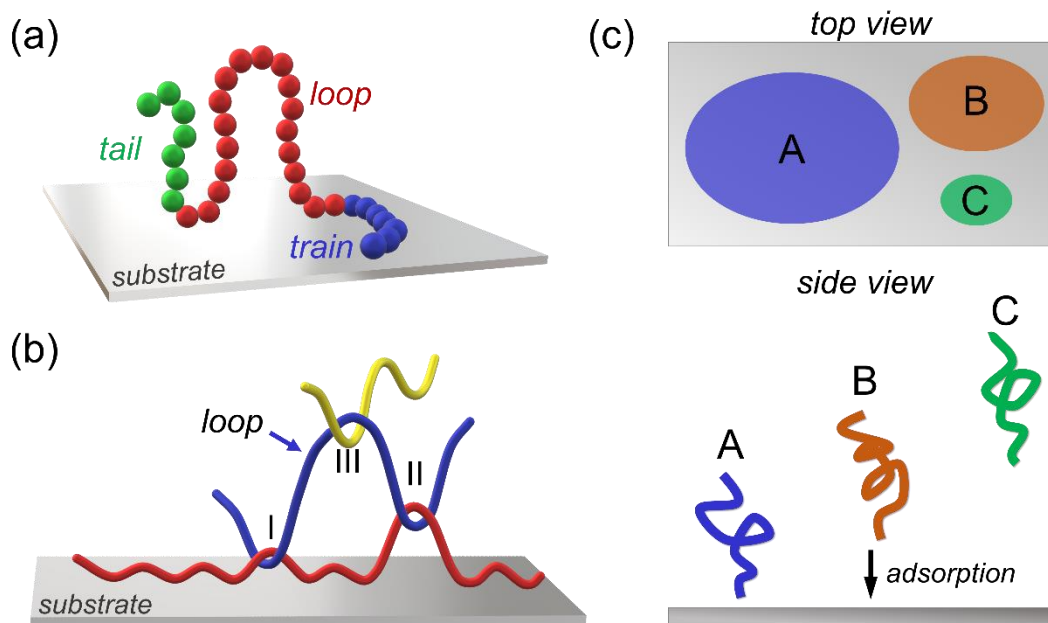 (a)
tail
loop
train
substrate
(b)
loop
I
II
III
substrate
(c)
top view
A
B
C
side view
A
B
C
adsorption